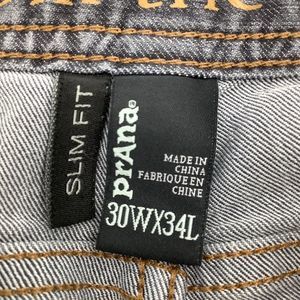 SLIM FIT
prAna®
MADE IN
CHINA
FABRIQUE EN
CHINE
30WX34L